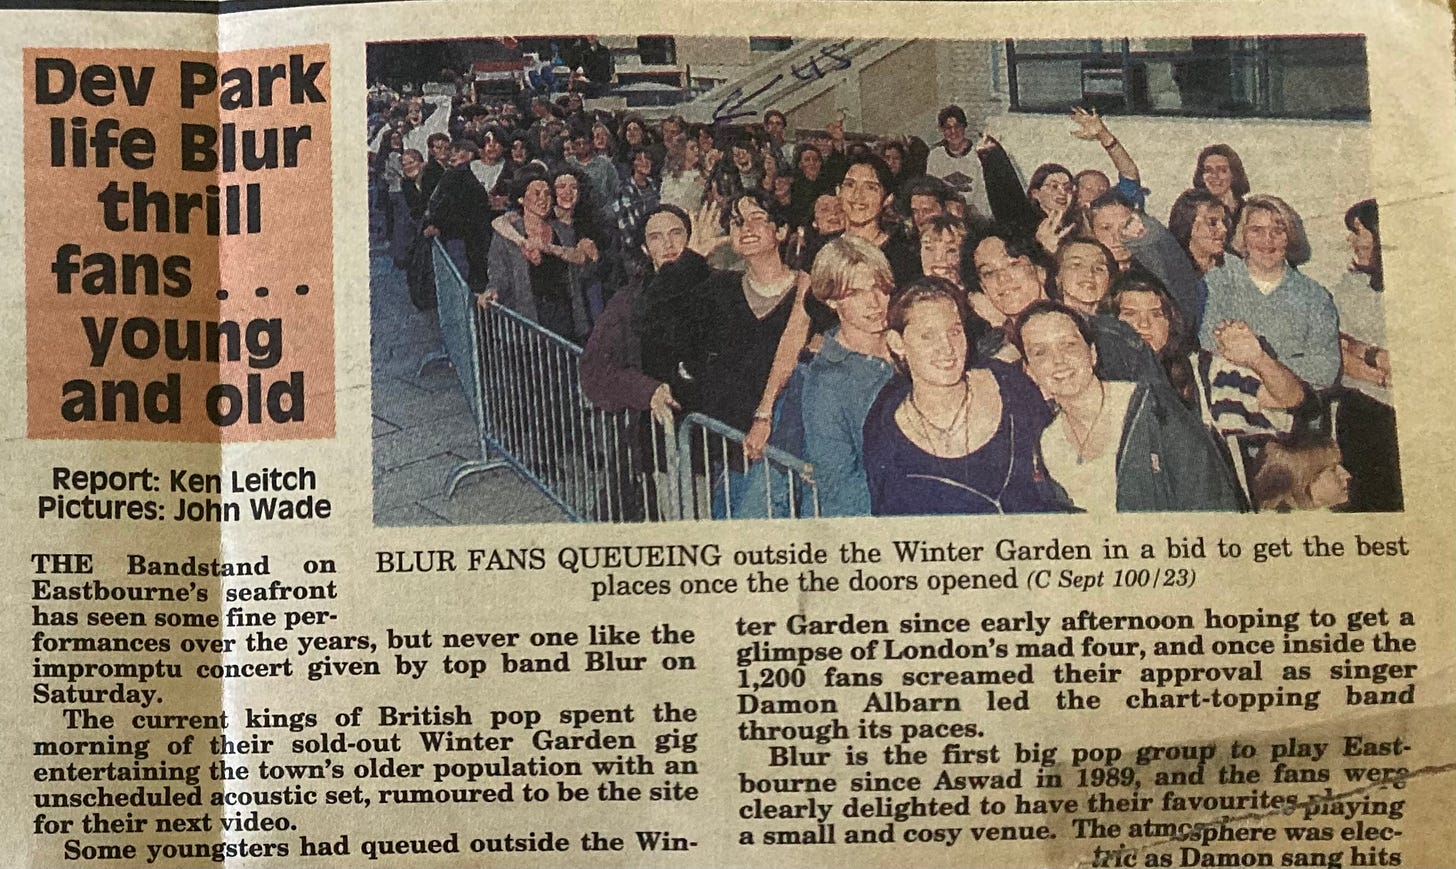 Dev Park
life Blur
thrill
fans . . .
young
and old
Report: Ken Leitch
Pictures: John Wade
US
BLUR FANS QUEUEING outside the Winter Garden in a bid to get the best
places once the the doors opened (C Sept 100/23)
THE Bandstand on
Eastbourne's seafront
has seen some fine per-
formances over the years, but never one like the
impromptu concert given by top band Blur on
Saturday.
The current kings of British pop spent the
morning of their sold-out Winter Garden gig
entertaining the town's older population with an
unscheduled acoustic set, rumoured to be the site
for their next video.
Some youngsters had queued outside the Win-
ter Garden since early afternoon hoping to get a
glimpse of London's mad four, and once inside the
1,200 fans screamed their approval as singer
Damon Albarn led the chart-topping band
through its paces.
Blur is the first big pop group to play East-
bourne since Aswad in 1989, and the fans were
clearly delighted to have their favourites playing
a small and cosy venue. The atmosphere was elec-
tric as Damon sang hits